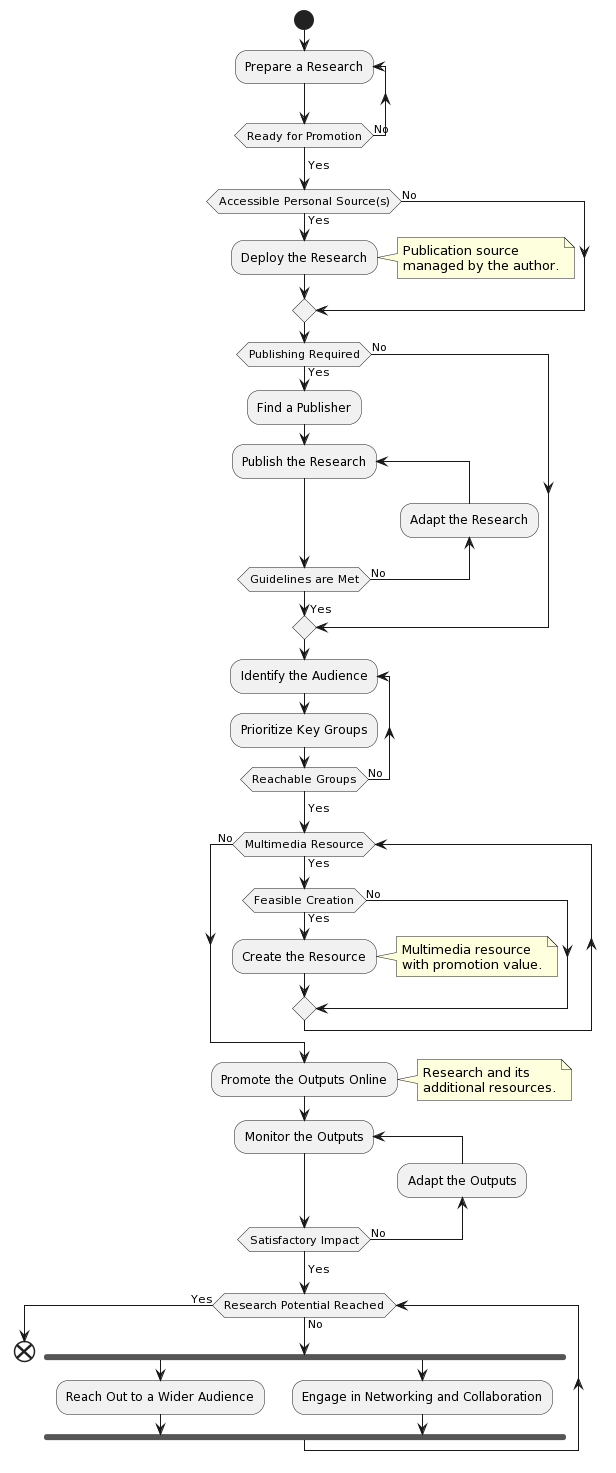 Prepare a Research
Ready for Promotion
No
Yes
Accessible Personal Source(s)
No
Yes
Deploy the Research
Publication source
managed by the author.
Publishing Required
No
Yes
Find a Publisher
Publish the Research
Adapt the Research
Guidelines are Met
No
Yes
Identify the Audience
Prioritize Key Groups
Reachable Groups
No
Yes
No
Multimedia Resource
Yes
Feasible Creation
No
Yes
Create the Resource
Multimedia resource
with promotion value.
Promote the Outputs Online
Research and its
additional resources.
Monitor the Outputs
Adapt the Outputs
Satisfactory Impact
No
Yes
Yes
Research Potential Reached
No
Reach Out to a Wider Audience
Engage in Networking and Collaboration